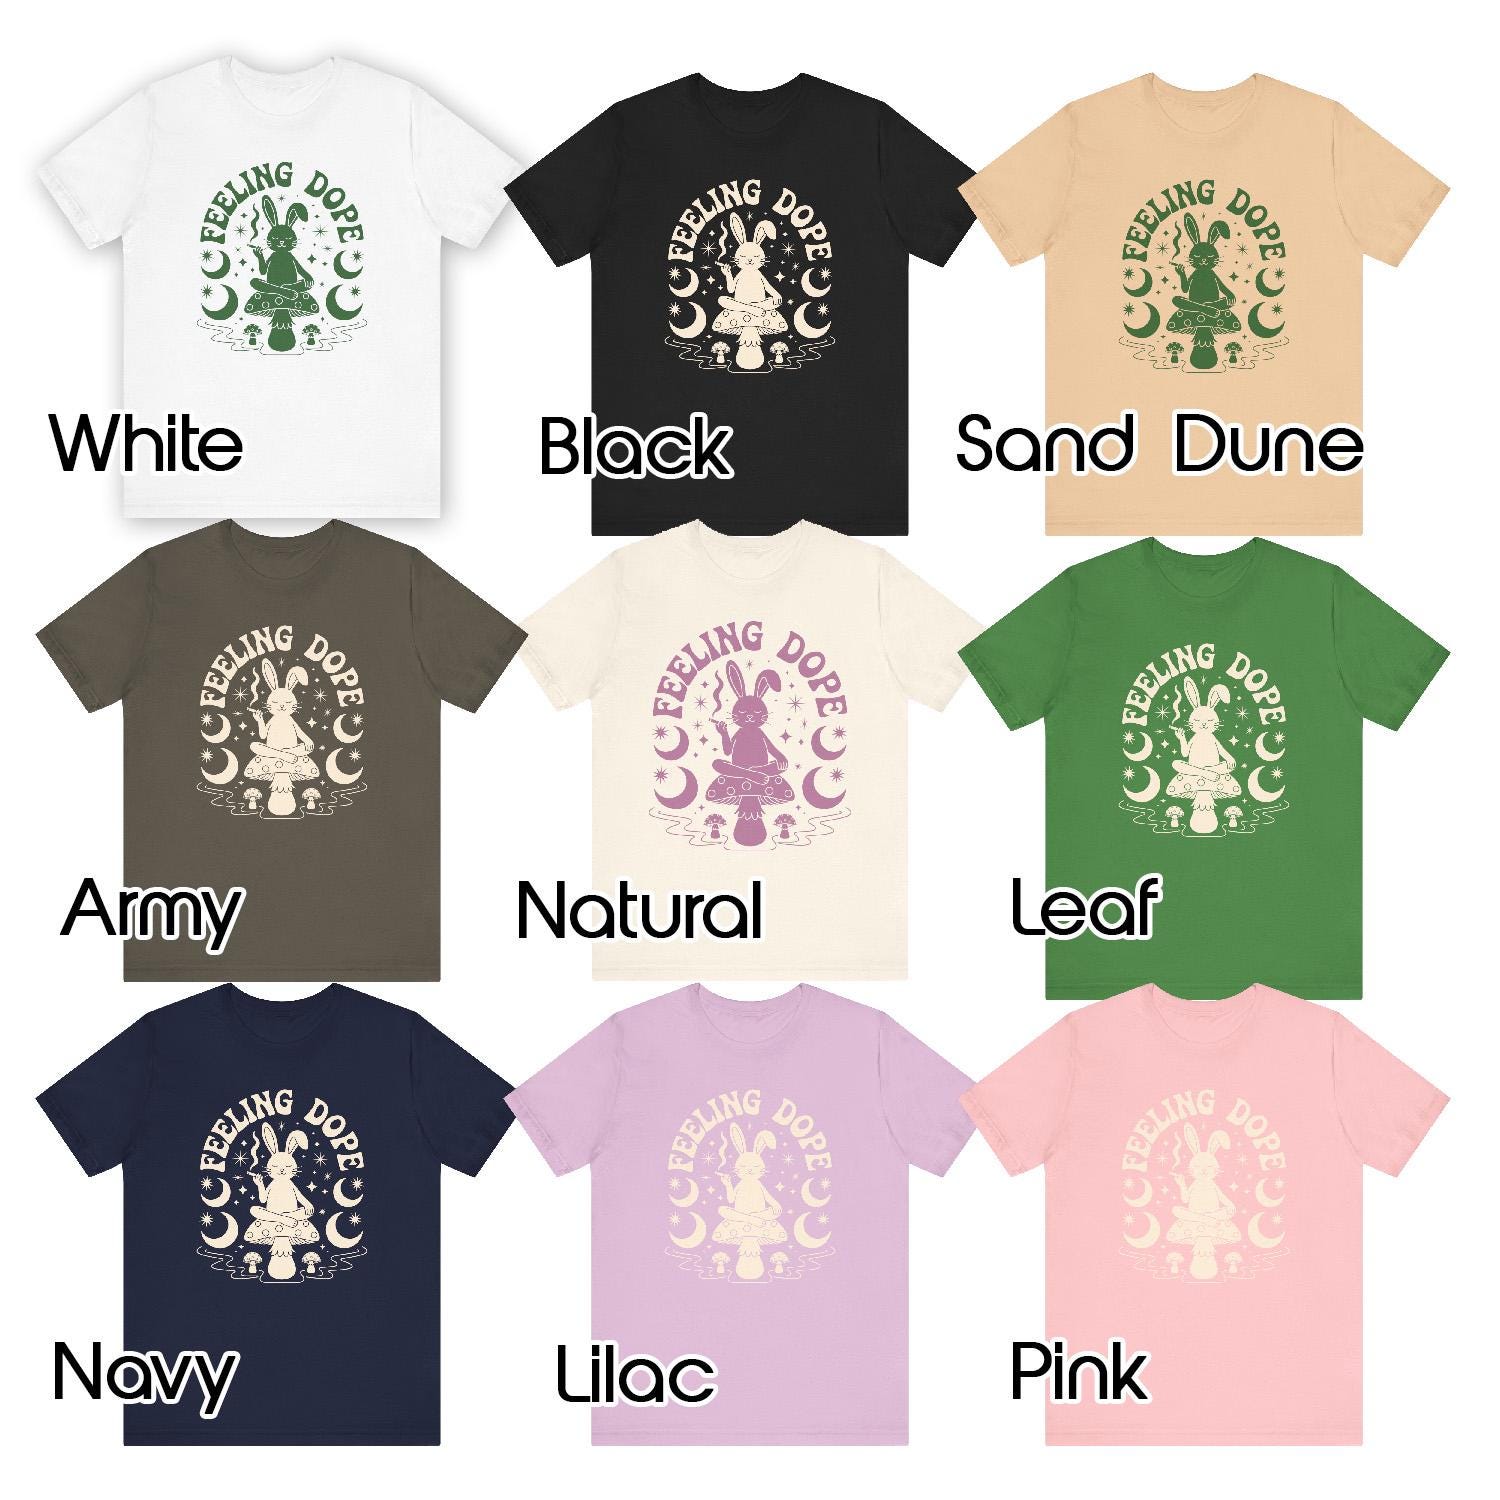 FEELING DOPE
FEELING DOPE
FEELING DOPE
White
Black
Sand Dune
FEELING DOPE
FEELING DOPE
FEELING DOPE
Army
Natural
Leaf
FEELING DOPE
FEELING DOPE
FEELING DOPE
Navy
Lilac
Pink